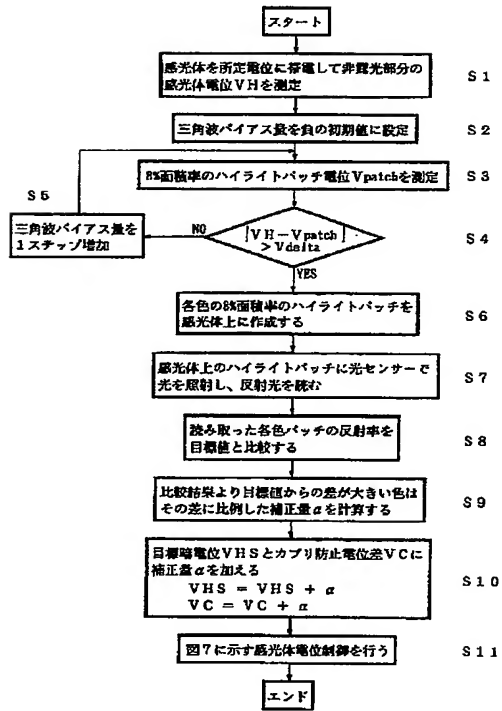 スタート
感光体を所定電位に帯電して非露光部分の
感光体電位VHを測定
S1
三角波バイアス量を負の初期値に設定
S2
8%面積率のハイライトパッチ電位Vpatchを測定
S3
S5
三角波バイアス量を
1ステップ増加
NO
|VH-Vpatch|
>Vdelta
S4
YES
各色の8%面積率のハイライトパッチを
感光体上に作成する
S6
感光体上のハイライトパッチに光センサーで
光を照射し、反射光を読む
S7
読み取った各色パッチの反射率を
目標値と比較する
S8
比較結果より目標値からの差が大きい色は
その差に比例した補正量αを計算する
S9
目標暗電位VHSとカブリ防止電位差VCに
補正量αを加える
VHS = VHS + α
VC = VC + α
S10
図7に示す感光体電位制御を行う
S11
エンド